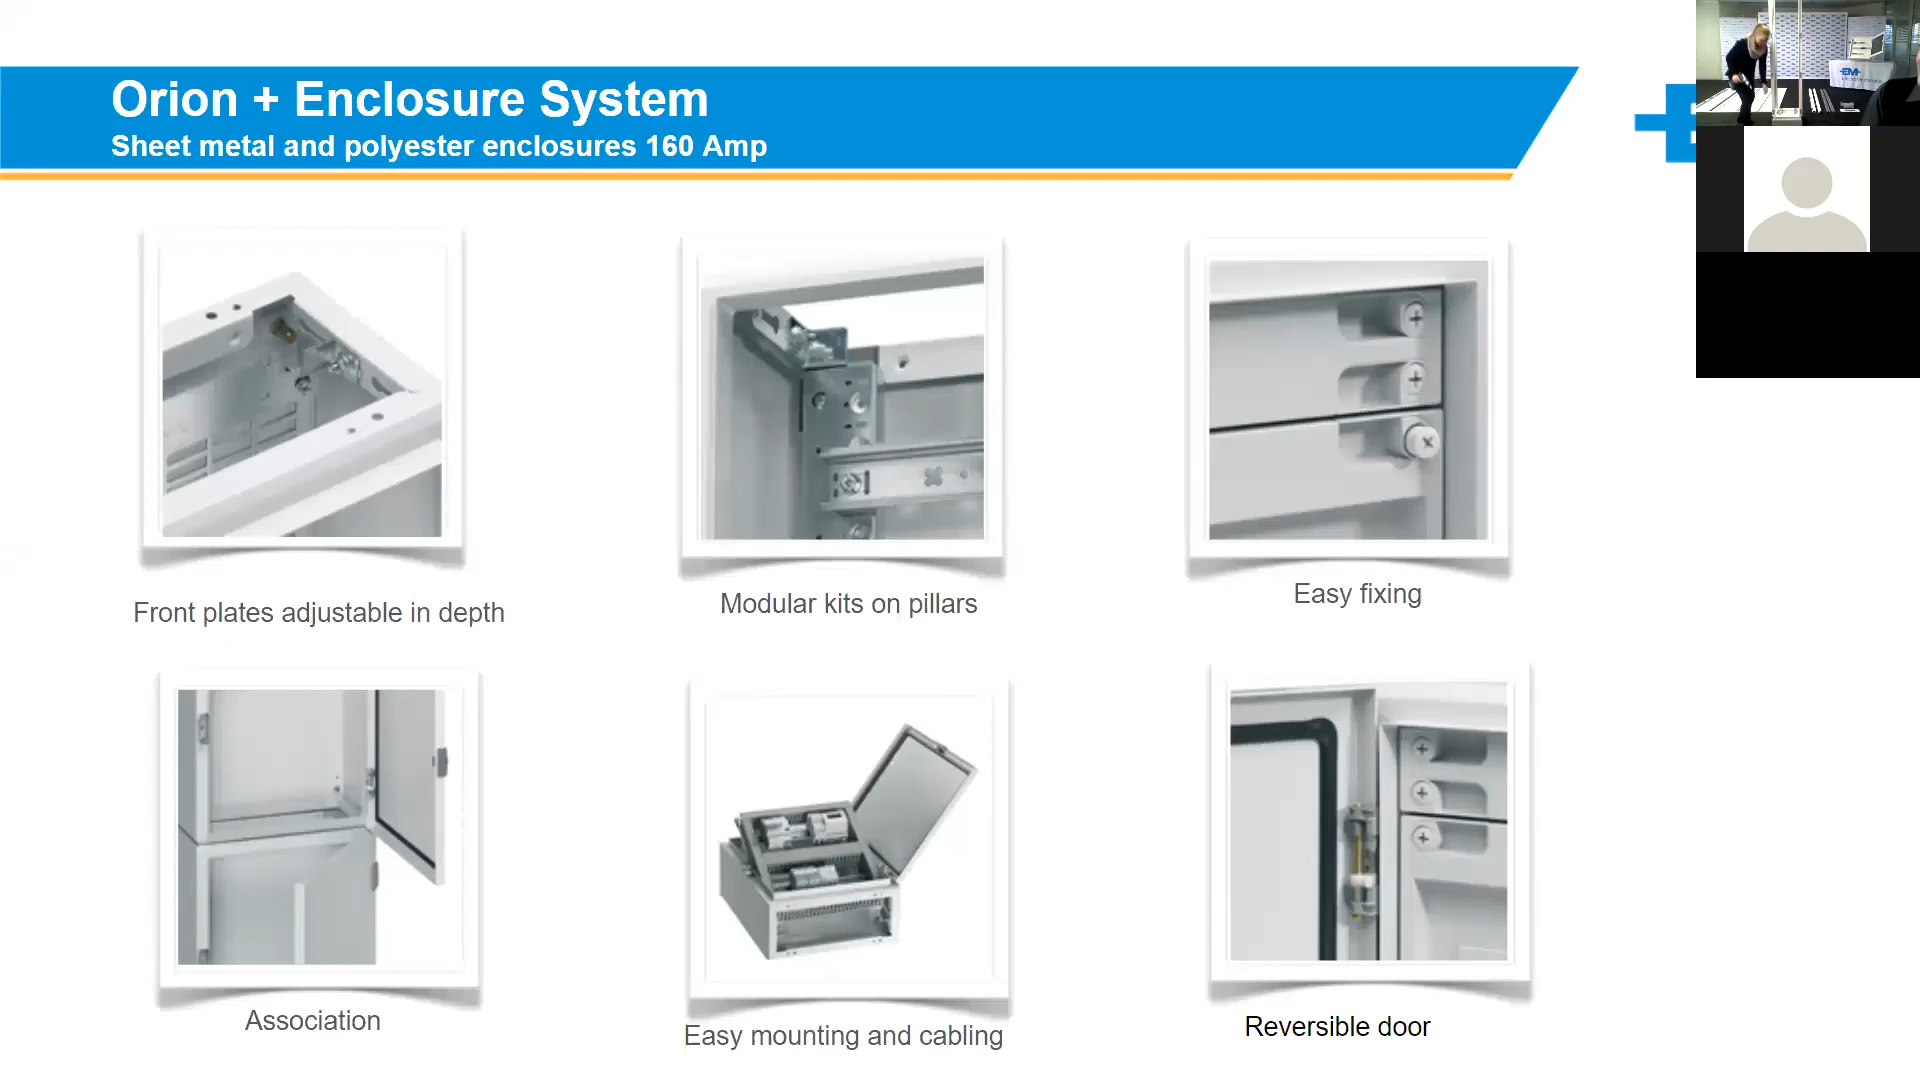 Orion + Enclosure System
Sheet metal and polyester enclosures 160 Amp
Front plates adjustable in depth
Modular kits on pillars
Easy fixing
Association
Easy mounting and cabling
Reversible door